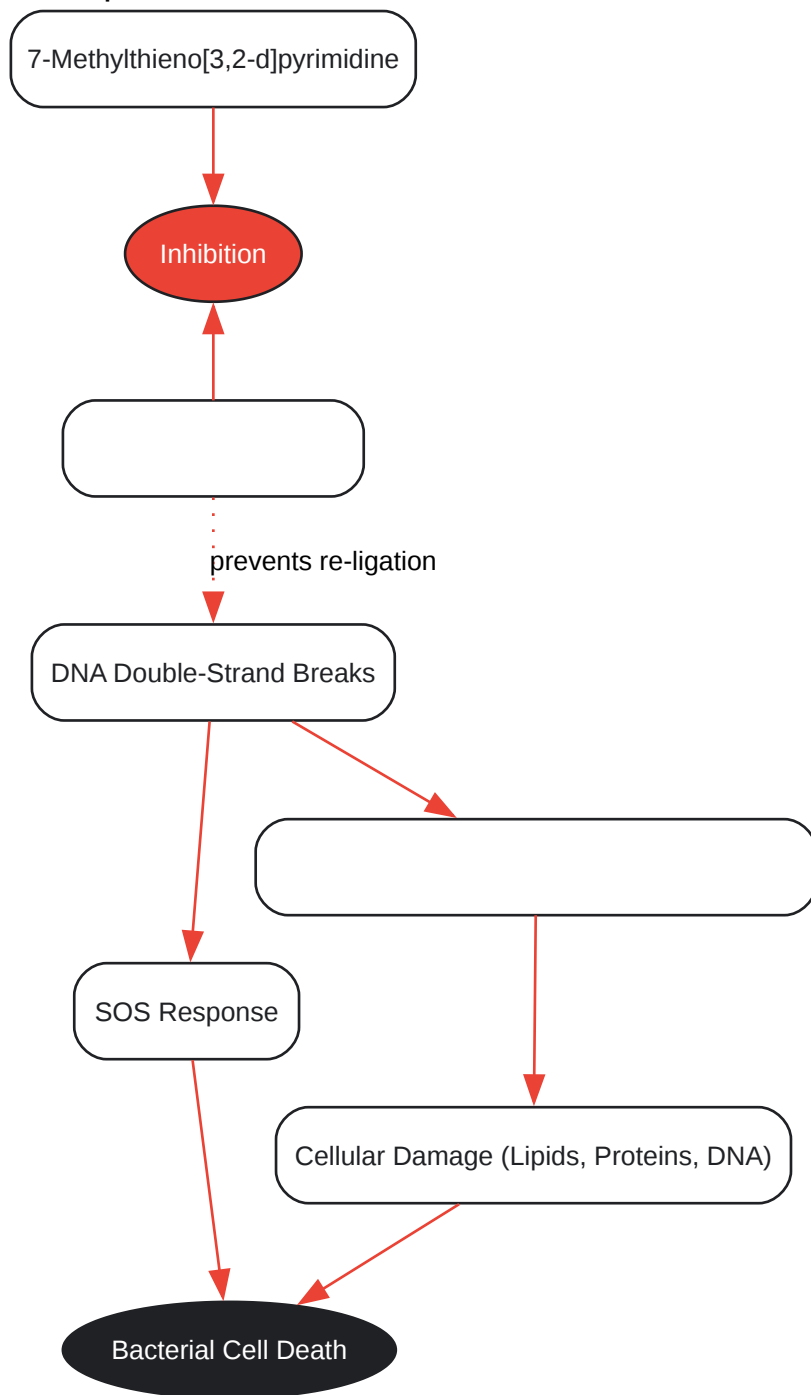 7-Methylthieno[3,2-d]pyrimidine
Inhibition
prevents re-ligation
DNA Double-Strand Breaks
SOS Response
Cellular Damage (Lipids, Proteins, DNA)
Bacterial Cell Death